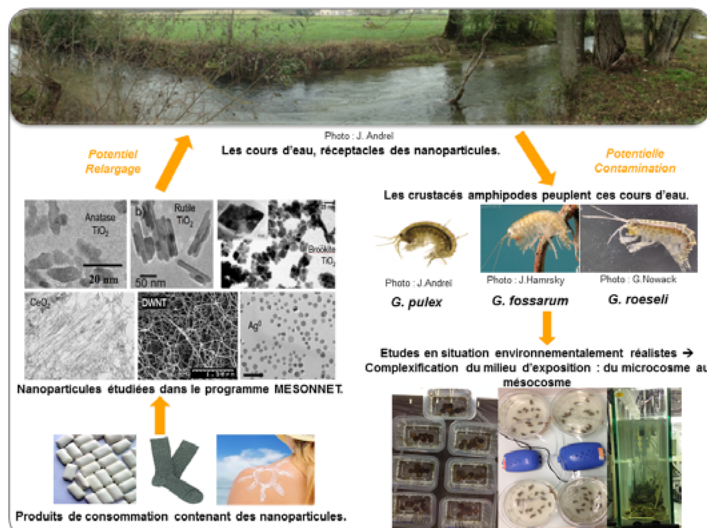 Photo : J. Andreï
Les cours d'eau, réceptacles des nanoparticules.
Potentiel
Relargage
Potentielle
Contamination
Les crustacés amphipodes peuplent ces cours d'eau.
Anatase
TiO2
20 nm
b)
Rutile
TiO2
50 nm
Brookite
TiO2
CeO2
DWNT
Ag0
Photo : J.Andreï
Photo : J.Hamrsky
Photo : G.Nowack
G. pulex
G. fossarum
G. roeseli
Nanoparticules étudiées dans le programme MESONNET.
Etudes en situation environnementalement réalistes →
Complexification du milieu d'exposition : du microcosme au
mésocosme
Produits de consommation contenant des nanoparticules.